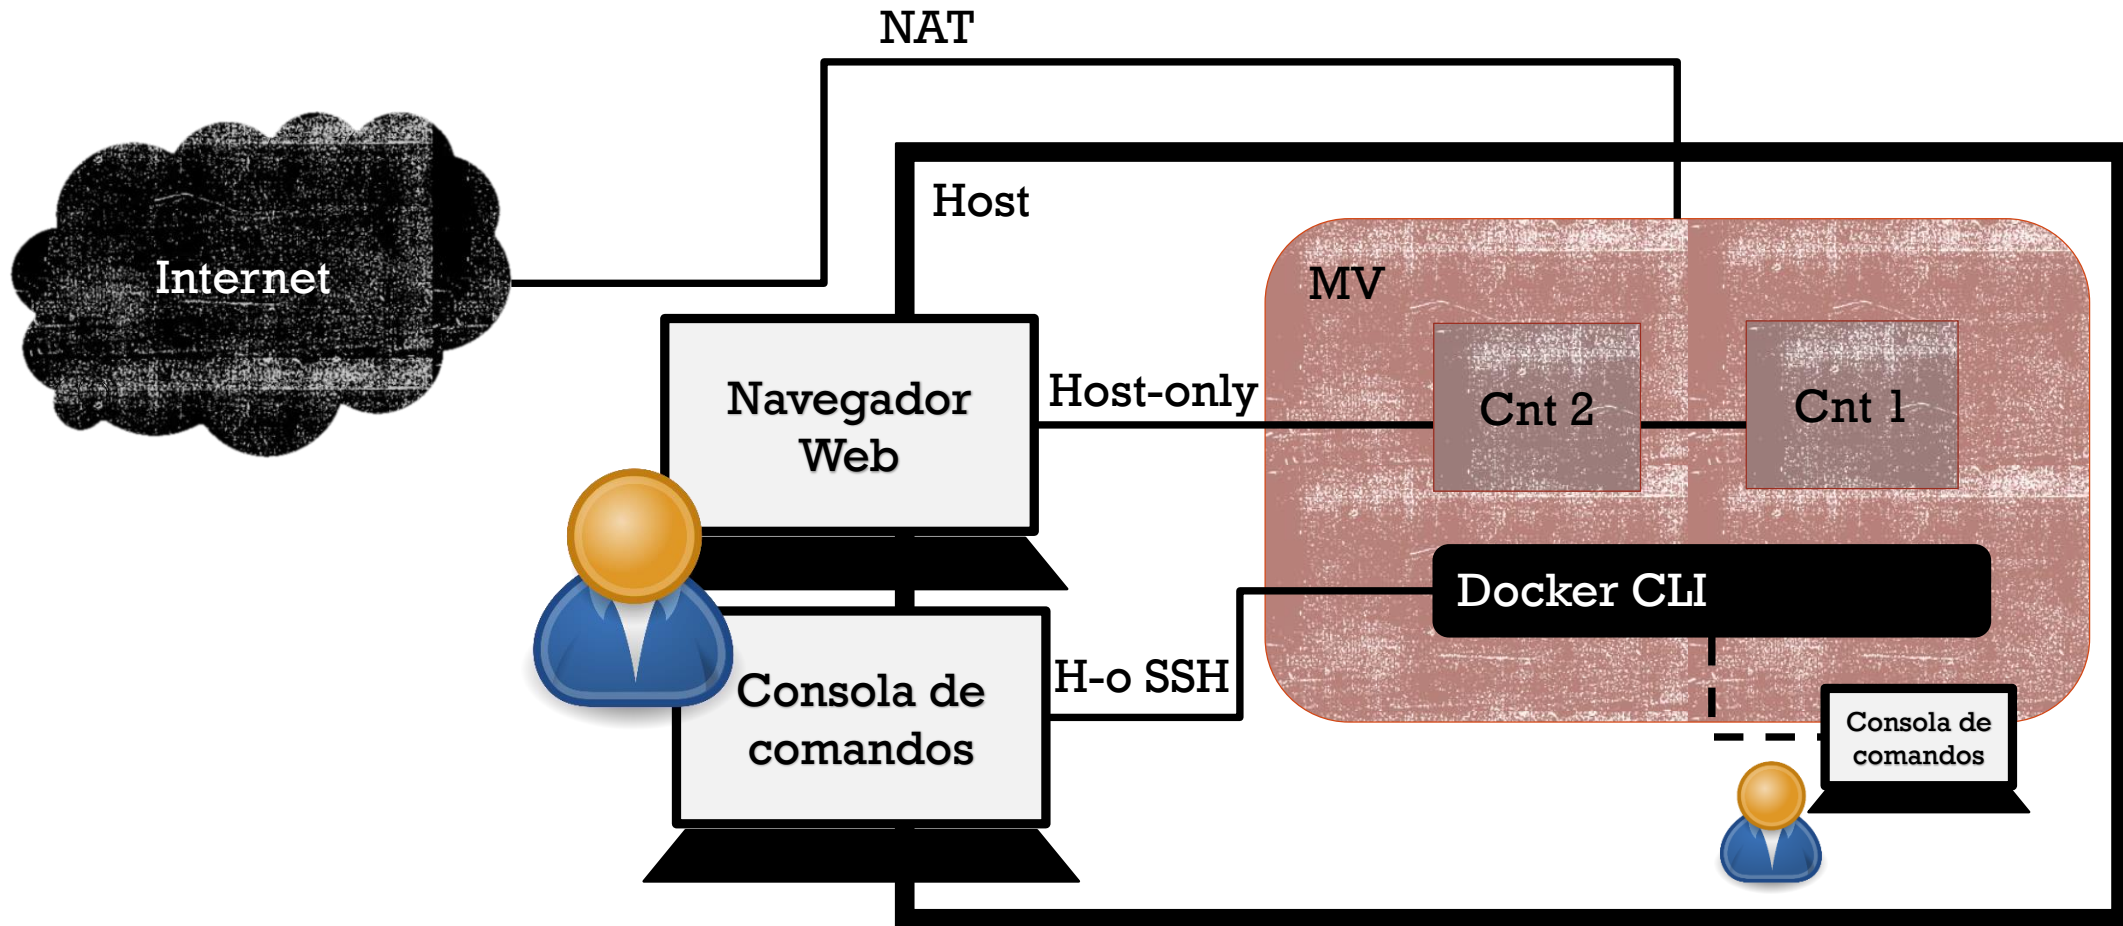 NAT
Internet
Host
MV
Navegador
Web
Host-only
Cnt 2
Cnt 1
Docker CLI
H-o SSH
Consola de
comandos
Consola de
comandos